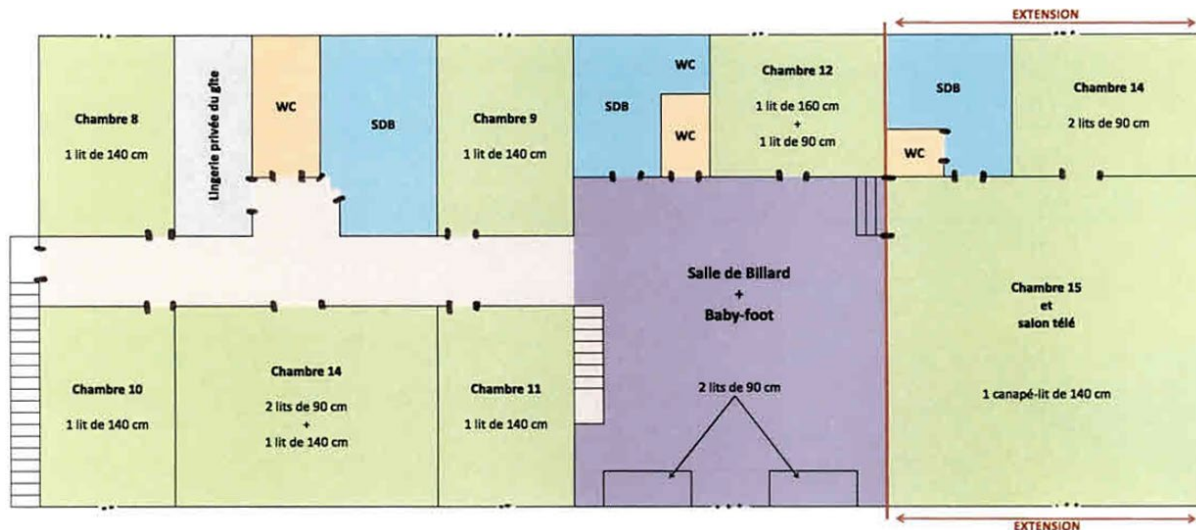 EXTENSION
Chambre 8
1 lit de 140 cm
Lingerie privée du gîte
WC
SDB
Chambre 9
1 lit de 140 cm
SDB
WC
WC
Chambre 12
1 lit de 160 cm
+
1 lit de 90 cm
SDB
WC
Chambre 14
2 lits de 90 cm
Salle de Billard
+
Baby-foot
2 lits de 90 cm
Chambre 15
et
salon télé
1 canapé-lit de 140 cm
Chambre 10
1 lit de 140 cm
Chambre 14
2 lits de 90 cm
+
1 lit de 140 cm
Chambre 11
1 lit de 140 cm
EXTENSION